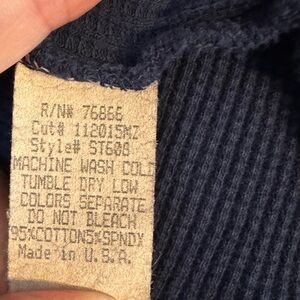 R/N# 76866
Cut# 112015MZ
Style# ST608
MACHINE WASH COLD
TUMBLE DRY LOW
COLORS SEPARATE
DO NOT BLEACH
95%COTTON5%SPNDX
Made in U.S.A.